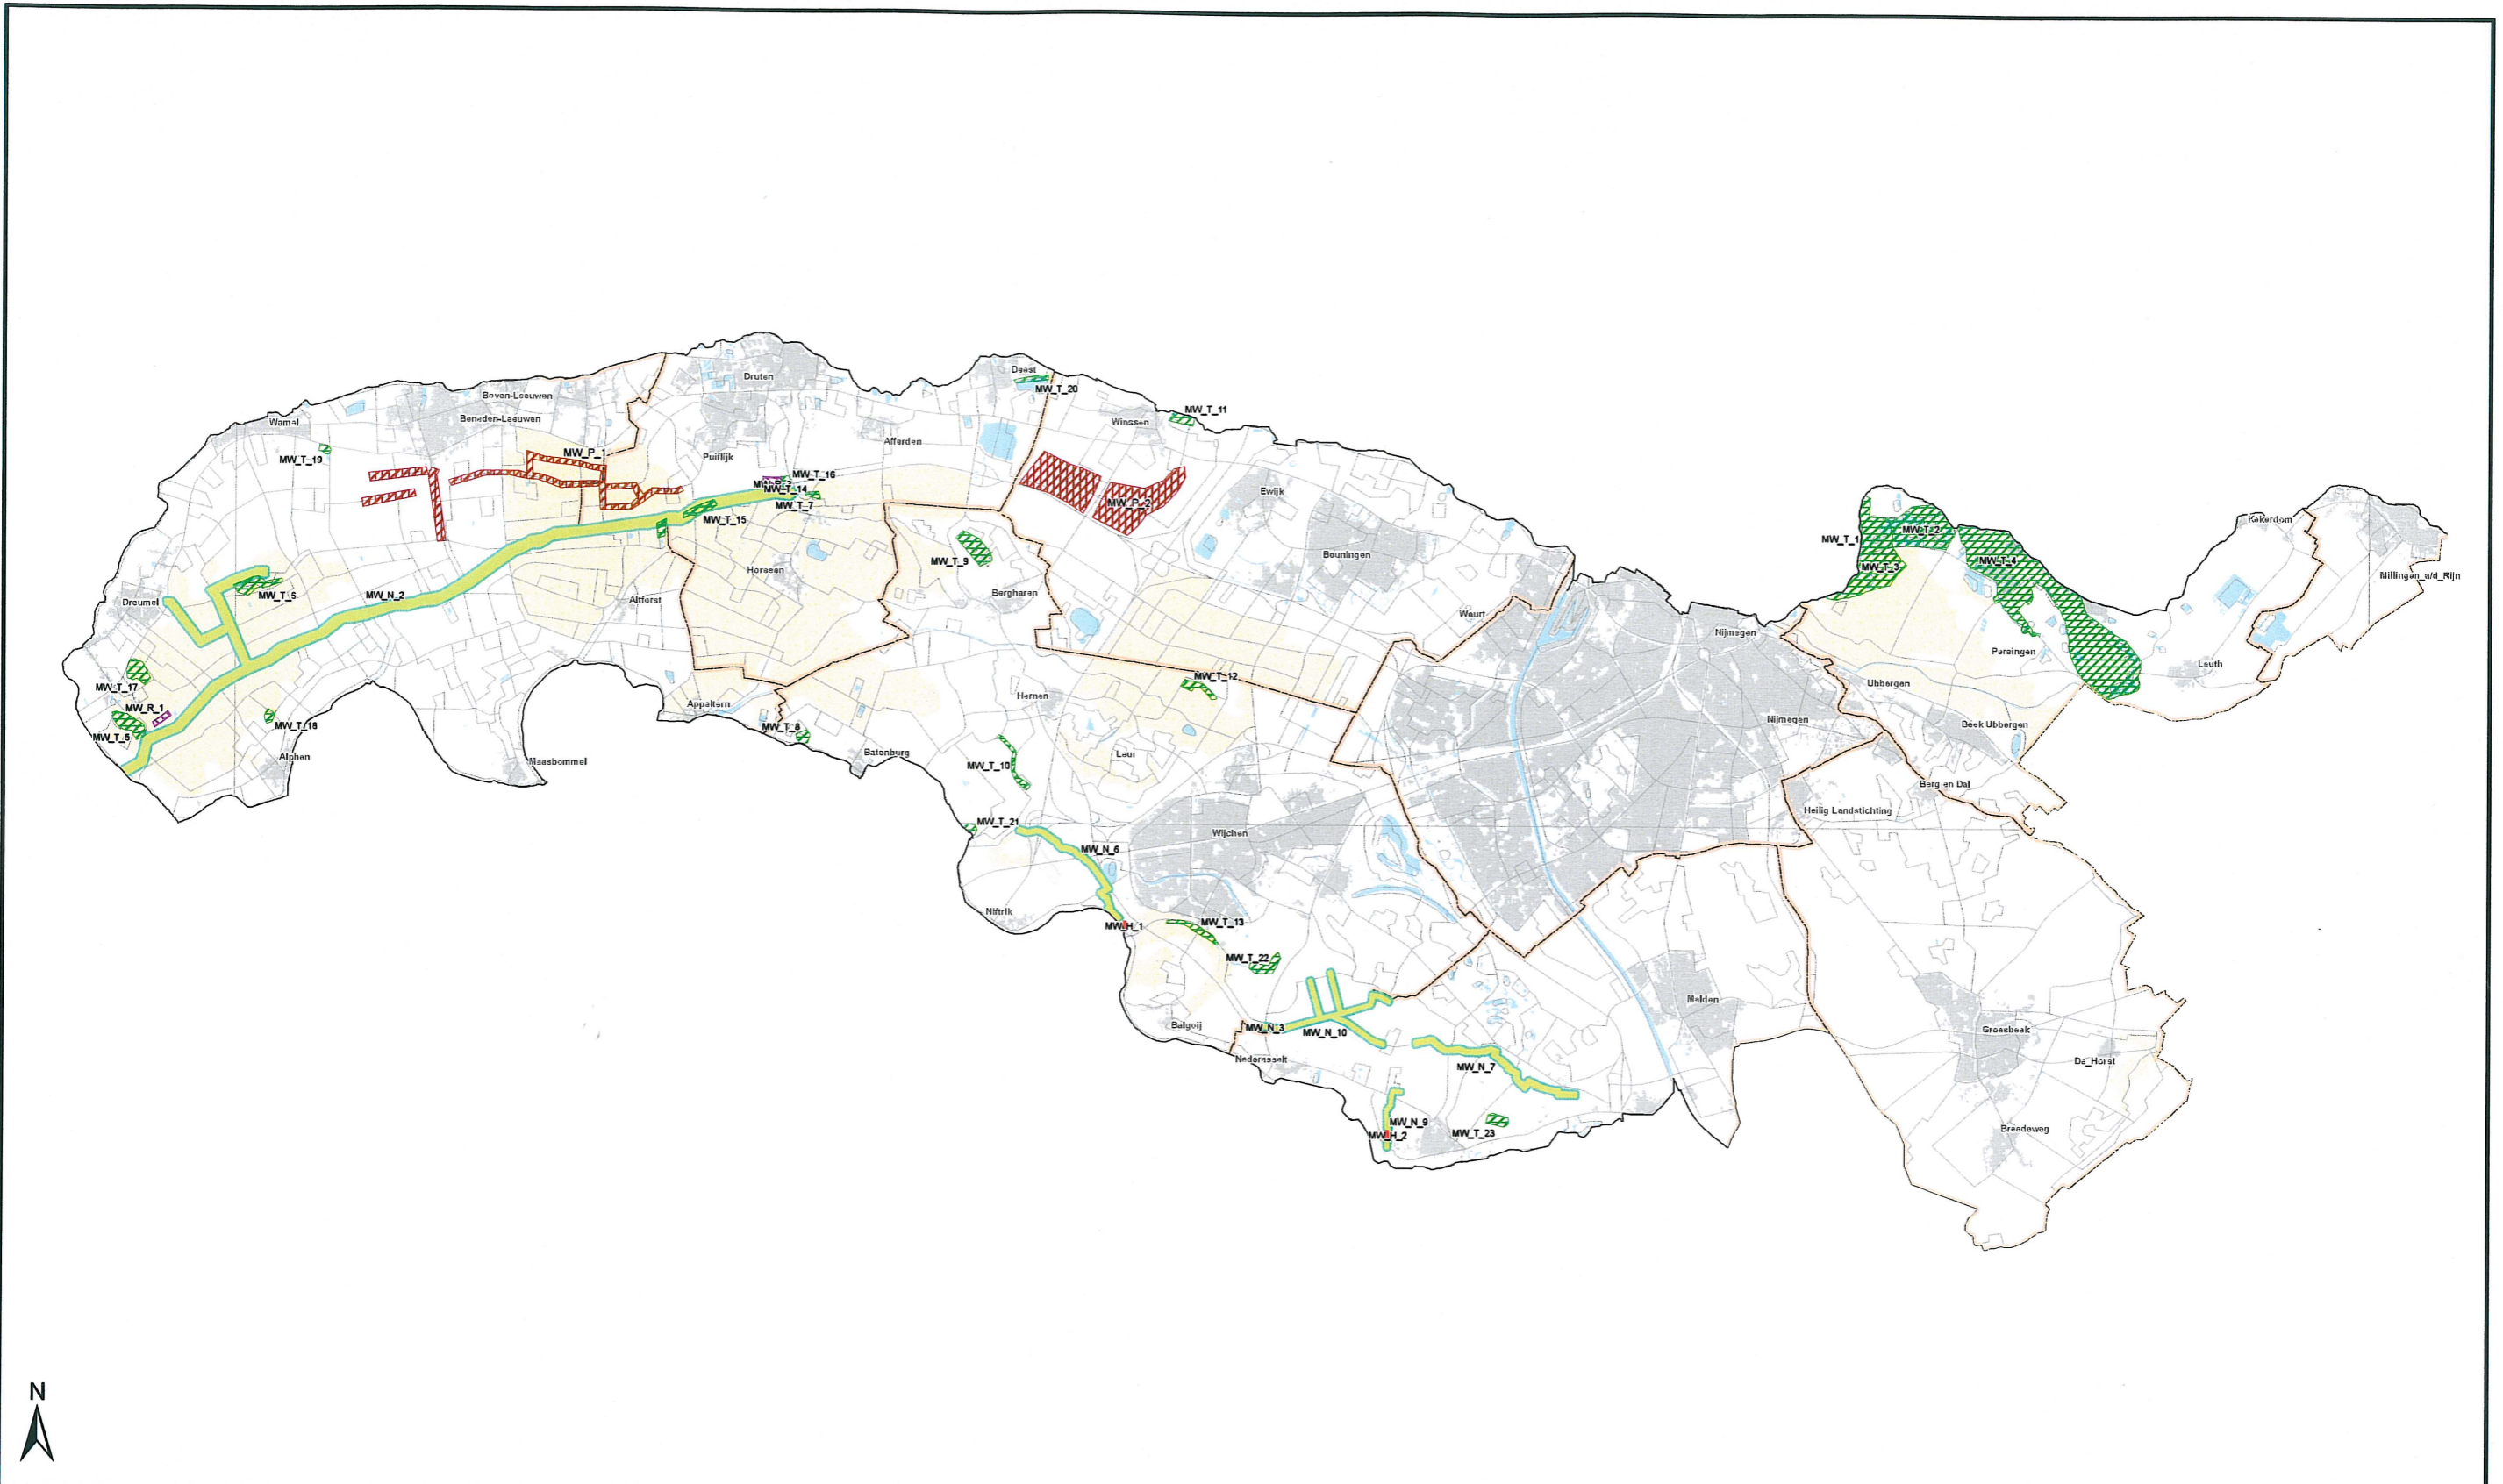 Druten
Deest
MW_T_20
Boven-Leeuwen
MW_T_11
Beneden-Leeuwen
Wamel
Winssen
Afferden
MW_P_1
Puiflijk
MW_T_19
MW_T_16
MW_T_14
MW_T_7
Ewijk
MW_P_2
MW_T_15
Kekerdom
MW_T_2
MW_T_1
Beuningen
MW_T_9
MW_T_4
MW_T_3
Horssen
Millingen_a/d_Rijn
Bergharen
MW_T_6
MW_N_2
Dreumel
Altforst
Weurt
Nijmegen
Persingen
Leuth
MW_T_12
Ubbergen
MW_T_17
Hernen
Appeltern
MW_R_1
Nijmegen
Beek Ubbergen
MW_T_18
MW_T_8
MW_T_5
Batenburg
Leur
Alphen
Maasbommel
MW_T_10
Berg en Dal
Heilig Landstichting
MW_T_21
Wijchen
MW_N_6
Niftrik
MW_H_1
MW_T_13
MW_T_22
Malden
Balgoij
MW_N_3
MW_N_10
Groesbeek
Nederasselt
De_Horst
MW_N_7
MW_N_9
MW_H_2
MW_T_23
Breedeweg
N